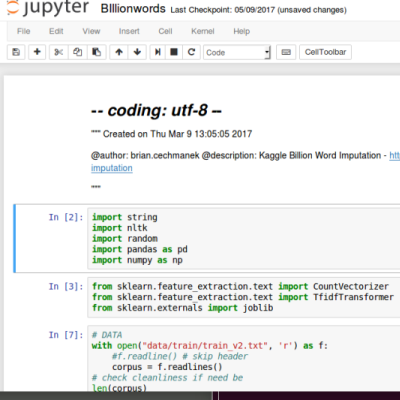 jupyter BIllionwords Last Checkpoint: 05/09/2017 (unsaved changes)
File Edit View Insert Cell Kernel Help
Code CellToolbar
-- coding: utf-8 --
""" Created on Thu Mar 9 13:05:05 2017
@author: brian.cechmanek @description: Kaggle Billion Word Imputation - htt
imputation
"""
In [2]: import string
import nltk
import random
import pandas as pd
import numpy as np
In [3]: from sklearn.feature_extraction.text import CountVectorizer
from sklearn.feature_extraction.text import TfidfTransformer
from sklearn.externals import joblib
In [7]: # DATA
with open("data/train/train_v2.txt", 'r') as f:
#f.readline() # skip header
corpus = f.readlines()
# check cleanliness if need be
len(corpus)